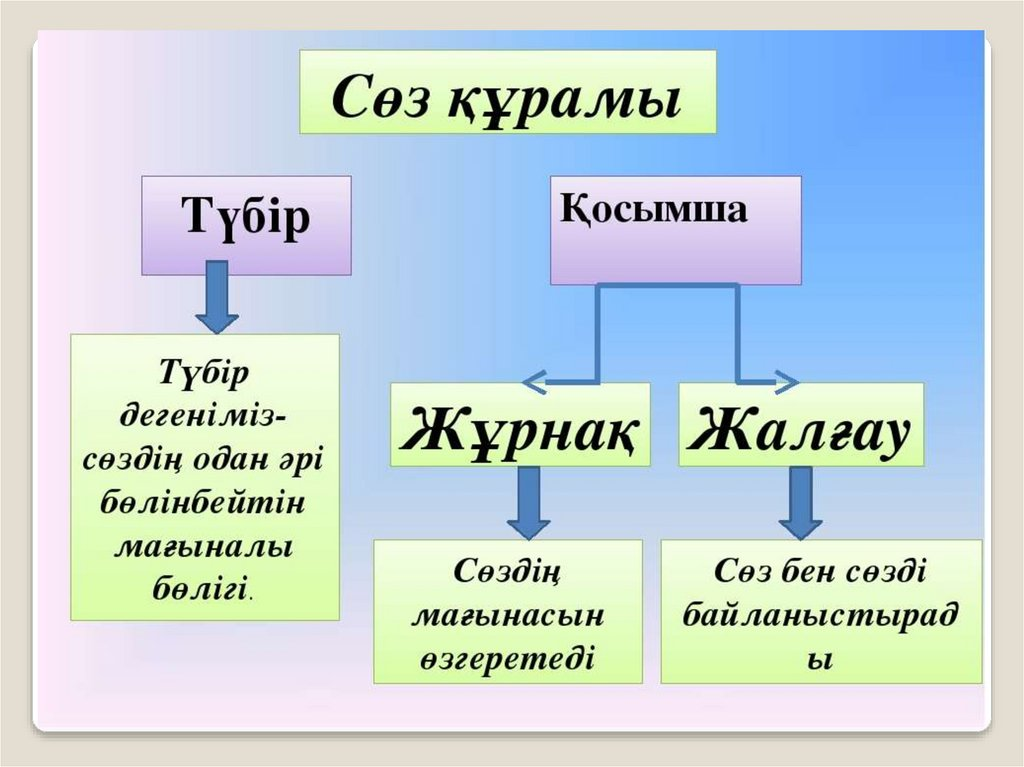 Сөз құрамы
Түбір
Қосымша
Түбір
дегеніміз-
сөздің одан әрі
бөлінбейтін
мағыналы
бөлігі.
Жұрнақ
Жалғау
Сөздің
мағынасын
өзгеретеді
Сөз бен сөзді
байланыстырад
ы